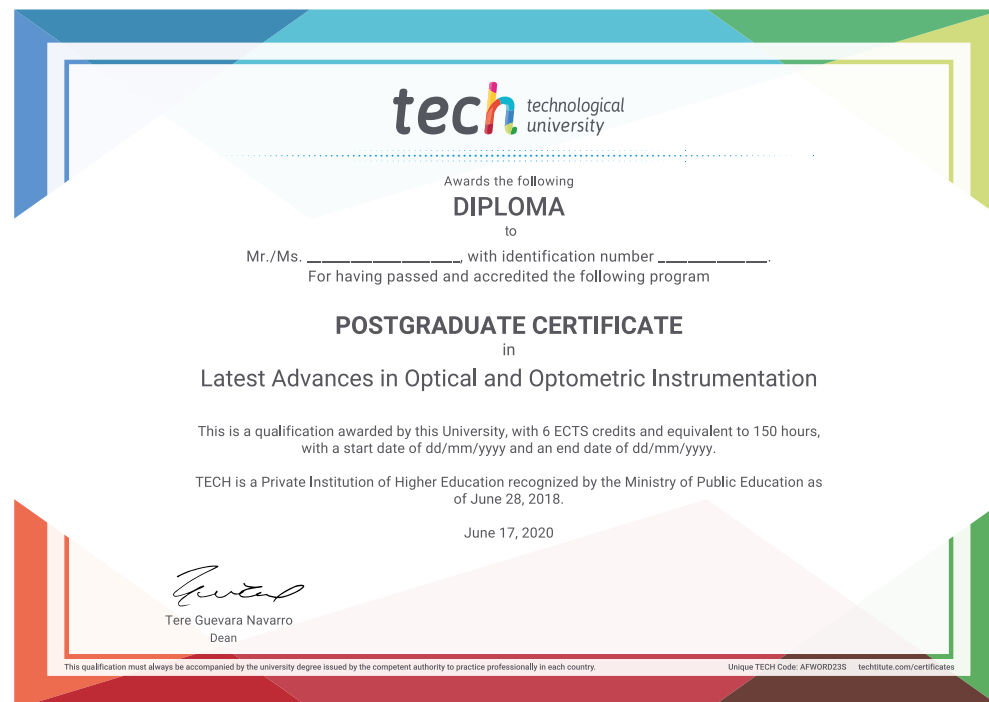 tech technological
university
Awards the following
DIPLOMA
to
Mr./Ms. ____________________, with identification number ______________.
For having passed and accredited the following program
POSTGRADUATE CERTIFICATE
in
Latest Advances in Optical and Optometric Instrumentation
This is a qualification awarded by this University, with 6 ECTS credits and equivalent to 150 hours,
with a start date of dd/mm/yyyy and an end date of dd/mm/yyyy.
TECH is a Private Institution of Higher Education recognized by the Ministry of Public Education as
of June 28, 2018.
June 17, 2020
Tere Guevara Navarro
Dean
This qualification must always be accompanied by the university degree issued by the competent authority to practice professionally in each country.
Unique TECH Code: AFWORD23S techtitute.com/certificates